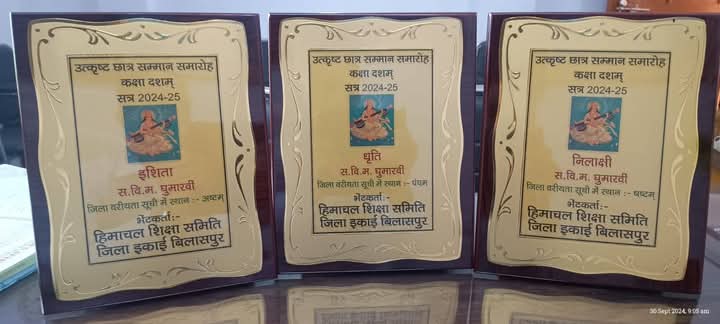 उत्कृष्ट छात्र सम्मान समारोह
कक्षा दशम्
सत्र 2024-25
इशिता
स.वि.म. घुमारवीं
जिला वरीयता सूची में स्थान :- अष्टम्
भेंटकर्ता:-
हिमाचल शिक्षा समिति
जिला इकाई बिलासपुर
उत्कृष्ट छात्र सम्मान समारोह
कक्षा दशम्
सत्र 2024-25
धृति
स.वि.म. घुमारवीं
जिला वरीयता सूची में स्थान :- पंचम
भेंटकर्ता:-
हिमाचल शिक्षा समिति
जिला इकाई बिलासपुर
उत्कृष्ट छात्र सम्मान समारोह
कक्षा दशम्
सत्र 2024-25
निलाक्षी
स.वि.म. घुमारवीं
जिला वरीयता सूची में स्थान :- षष्टम्
भेंटकर्ता:-
हिमाचल शिक्षा समिति
जिला इकाई बिलासपुर
30 Sept 2024, 9:05 am